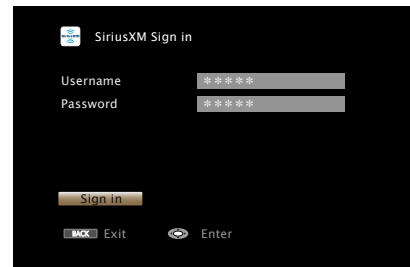 SiriusXM Sign in
Username *****
Password *****
Sign in
BACK Exit Enter